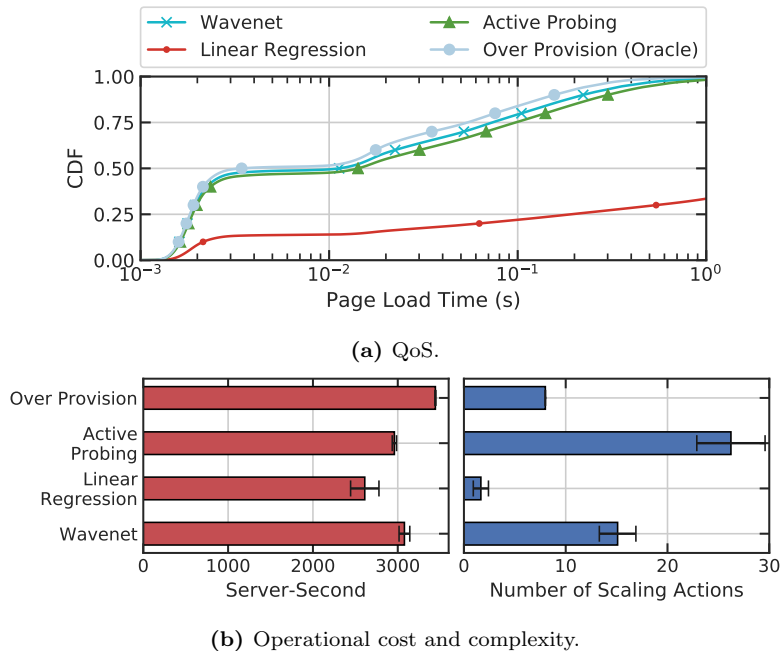 Wavenet Active Probing
Linear Regression Over Provision (Oracle)
1.00
0.75
0.50
0.25
0.00
CDF
10⁻³ 10⁻² 10⁻¹ 10⁰
Page Load Time (s)
(a) QoS.
Over Provision
Active
Probing
Linear
Regression
Wavenet
0 1000 2000 3000 0 10 20 30
Server-Second Number of Scaling Actions
(b) Operational cost and complexity.